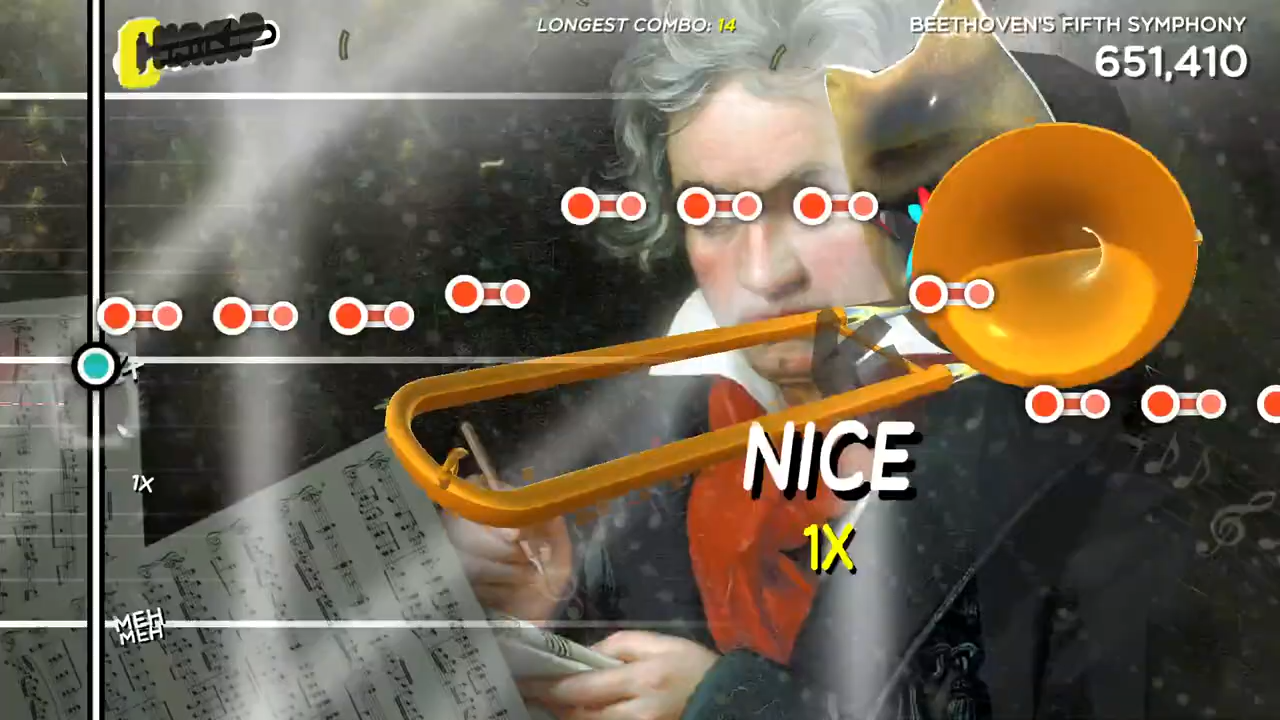 LONGEST COMBO: 14
BEETHOVEN'S FIFTH SYMPHONY
651,410
NICE
1X
1X
MEH
MEH